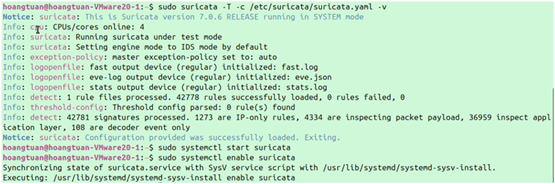 hoangtuan@hoangtuan-VMware20-1:~$ sudo suricata -T -c /etc/suricata/suricata.yaml -v
Notice: suricata: This is Suricata version 7.0.6 RELEASE running in SYSTEM mode
Info: cpu: CPUs/cores online: 4
Info: suricata: Running suricata under test mode
Info: suricata: Setting engine mode to IDS mode by default
Info: exception-policy: master exception-policy set to: auto
Info: logopenfile: fast output device (regular) initialized: fast.log
Info: logopenfile: eve-log output device (regular) initialized: eve.json
Info: logopenfile: stats output device (regular) initialized: stats.log
Info: detect: 1 rule files processed. 42778 rules successfully loaded, 0 rules failed, 0
Info: threshold-config: Threshold config parsed: 0 rule(s) found
Info: detect: 42781 signatures processed. 1273 are IP-only rules, 4334 are inspecting packet payload, 36959 inspect appl
ication layer, 108 are decoder event only
Notice: suricata: Configuration provided was successfully loaded. Exiting.
hoangtuan@hoangtuan-VMware20-1:~$ sudo systemctl start suricata
hoangtuan@hoangtuan-VMware20-1:~$ sudo systemctl enable suricata
Synchronizing state of suricata.service with SysV service script with /usr/lib/systemd/systemd-sysv-install.
Executing: /usr/lib/systemd/systemd-sysv-install enable suricata